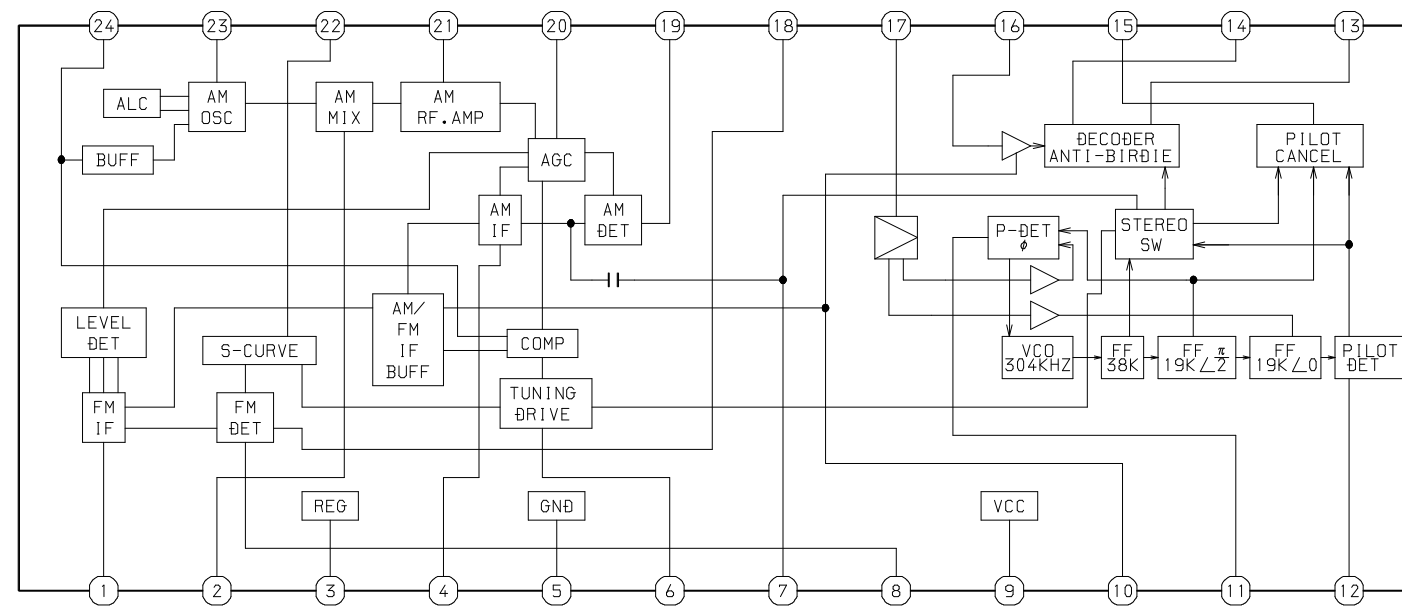 24 23 22 21 20 19 18 17 16 15 14 13
ALC
AM
OSC
AM
MIX
AM
RF.AMP
BUFF
AGC
DECODER
ANTI-BIRDIE
PILOT
CANCEL
AM
IF
AM
DET
P-DET
φ
STEREO
SW
LEVEL
DET
S-CURVE
AM/
FM
IF
BUFF
COMP
VCO
304KHZ
FF
38K
FF
19K∠π/2
FF
19K∠0
PILOT
DET
FM
IF
FM
DET
TUNING
DRIVE
REG
GND
VCC
1 2 3 4 5 6 7 8 9 10 11 12